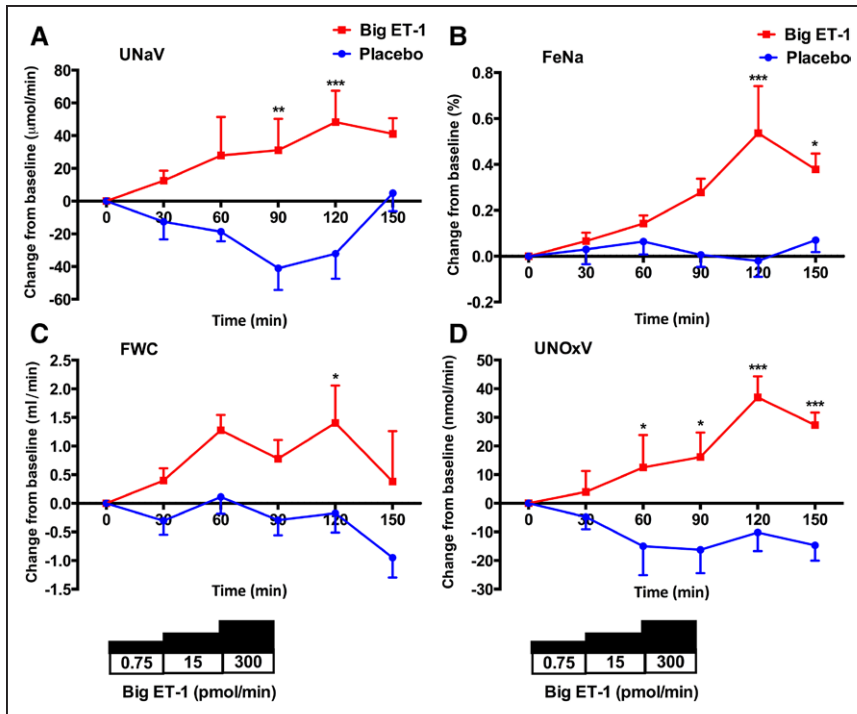 A
UNaV
Big ET-1
Placebo
Change from baseline (μmol/min)
80
60
40
20
0
-20
-40
-60
**
***
0 30 60 90 120 150
Time (min)
B
FeNa
Big ET-1
Placebo
Change from baseline (%)
0.8
0.6
0.4
0.2
0.0
-0.2
***
*
0 30 60 90 120 150
Time (min)
C
FWC
Change from baseline (ml/min)
2.5
2.0
1.5
1.0
0.5
0.0
-0.5
-1.0
-1.5
*
0 30 60 90 120 150
Time (min)
0.75 15 300
Big ET-1 (pmol/min)
D
UNOxV
Change from baseline (nmol/min)
50
40
30
20
10
0
-10
-20
-30
*
*
***
***
0 30 60 90 120 150
Time (min)
0.75 15 300
Big ET-1 (pmol/min)